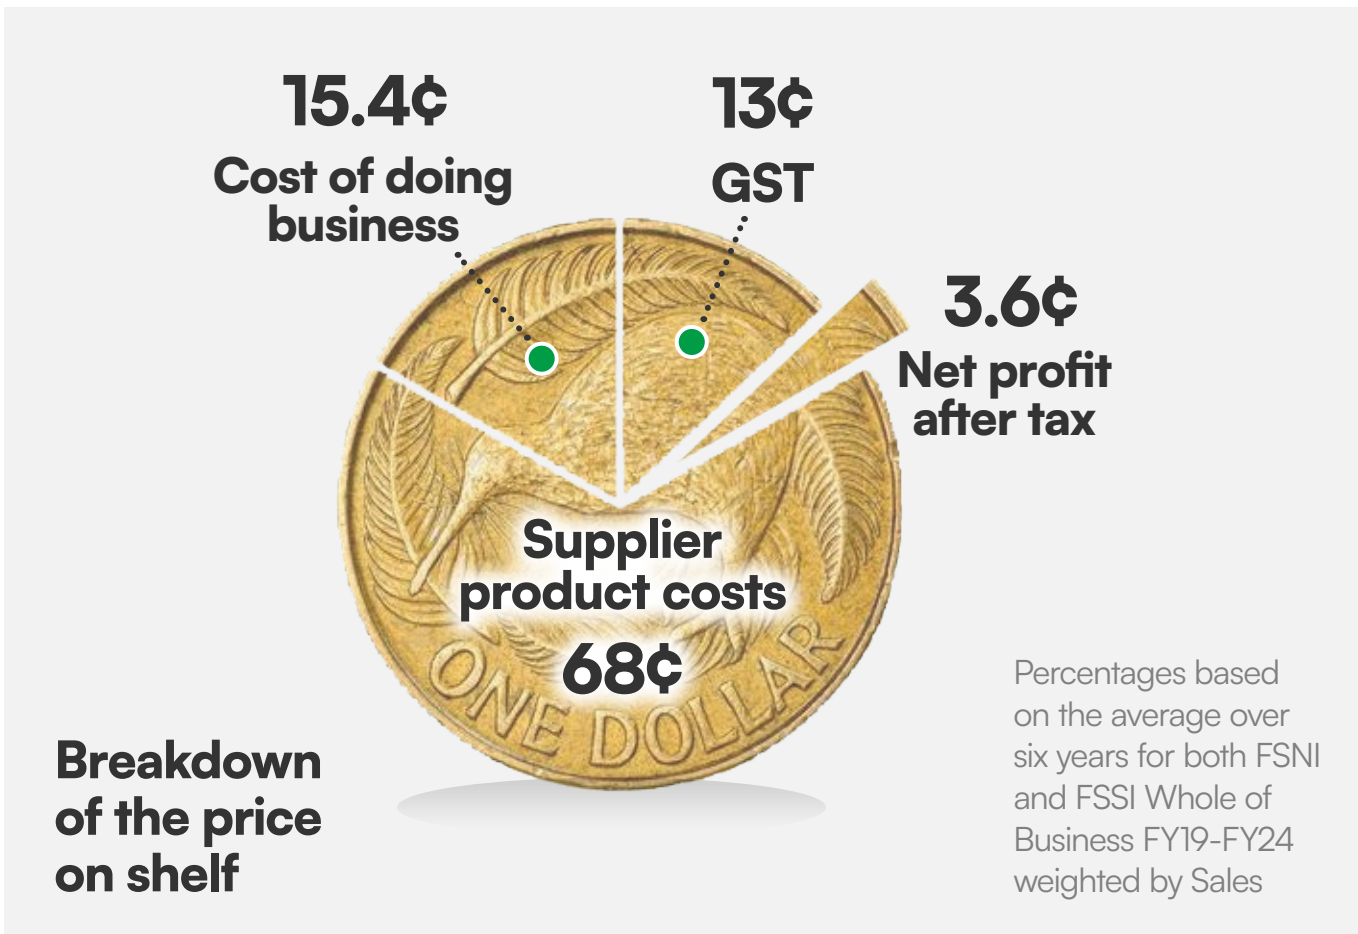 15.4¢
Cost of doing
business
13¢
GST
3.6¢
Net profit
after tax
Supplier
product costs
68¢
ONE DOLLAR
Breakdown
of the price
on shelf
Percentages based
on the average over
six years for both FSNI
and FSSI Whole of
Business FY19-FY24
weighted by Sales